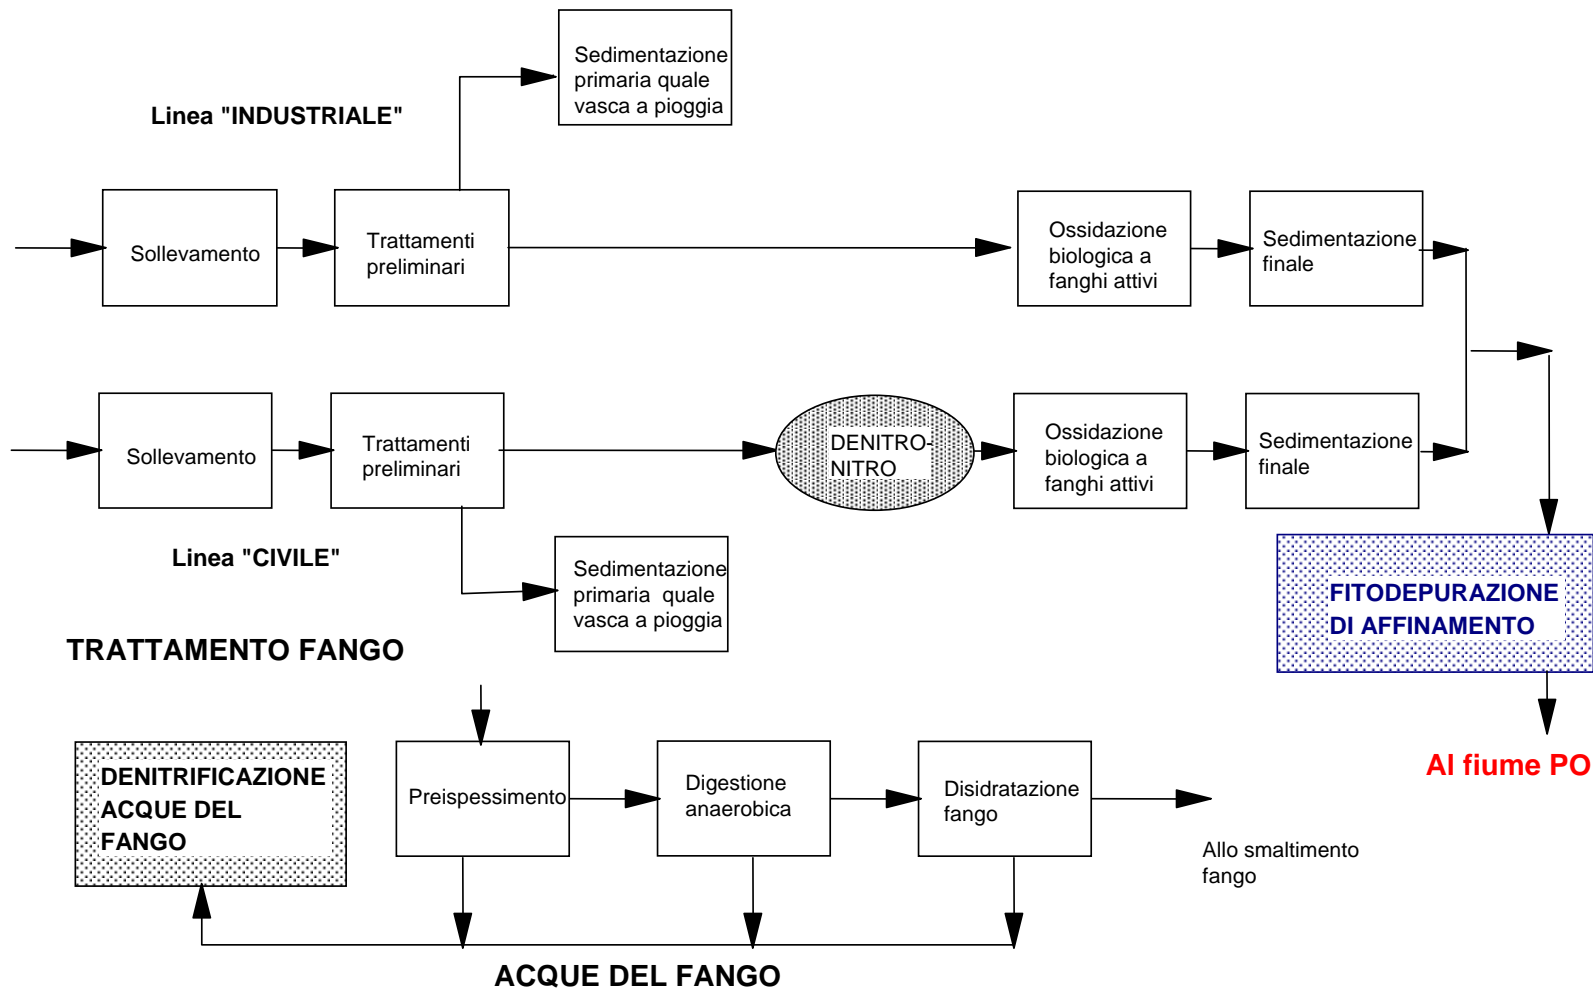 Sedimentazione
primaria quale
vasca a pioggia
Linea "INDUSTRIALE"
Sollevamento
Trattamenti
preliminari
Ossidazione
biologica a
fanghi attivi
Sedimentazione
finale
Sollevamento
Trattamenti
preliminari
DENITRO-
NITRO
Ossidazione
biologica a
fanghi attivi
Sedimentazione
finale
Linea "CIVILE"
Sedimentazione
primaria quale
vasca a pioggia
FITODEPURAZIONE
DI AFFINAMENTO
TRATTAMENTO FANGO
Al fiume PO
DENITRIFICAZIONE
ACQUE DEL
FANGO
Preispessimento
Digestione
anaerobica
Disidratazione
fango
Allo smaltimento
fango
ACQUE DEL FANGO